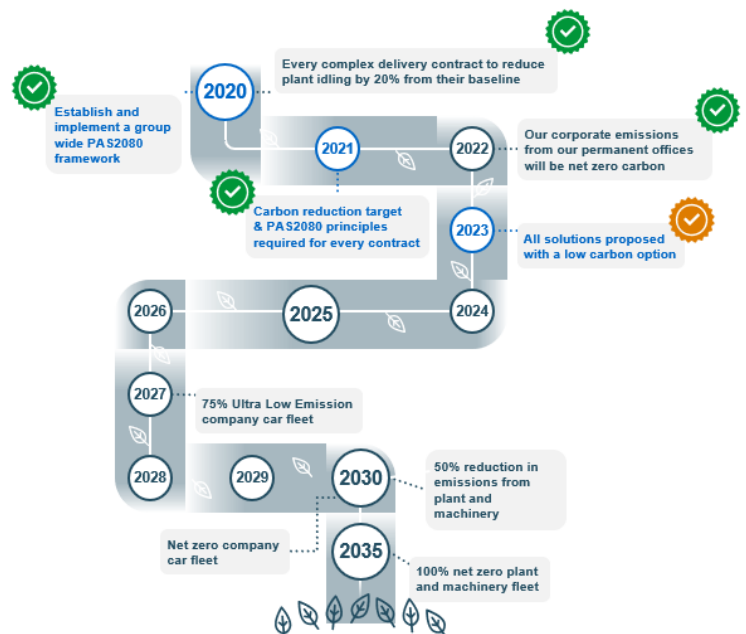 Every complex delivery contract to reduce
plant idling by 20% from their baseline
2020
Establish and
implement a group
wide PAS2080
framework
2021
2022
Our corporate emissions
from our permanent offices
will be net zero carbon
Carbon reduction target
& PAS2080 principles
required for every contract
2023
All solutions proposed
with a low carbon option
2026
2025
2024
2027
75% Ultra Low Emission
company car fleet
2028
2029
2030
50% reduction in
emissions from
plant and
machinery
Net zero company
car fleet
2035
100% net zero plant
and machinery fleet